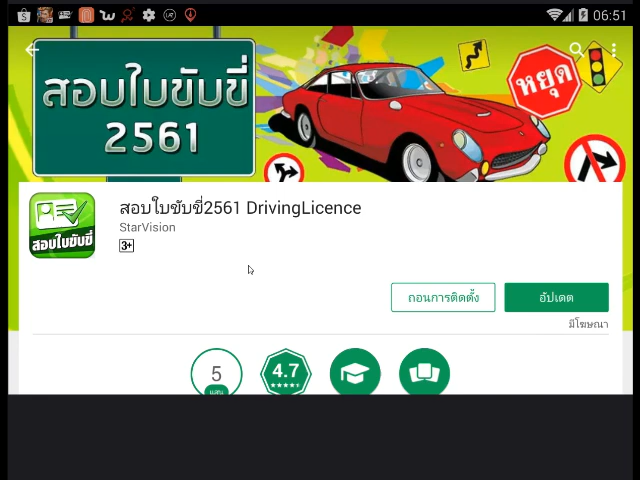 06:51
สอบใบขับขี่
2561
หยุด
สอบใบขับขี่
สอบใบขับขี่2561 DrivingLicence
StarVision
3+
ถอนการติดตั้ง
อัปเดต
มีโฆษณา
5
แสน
4.7